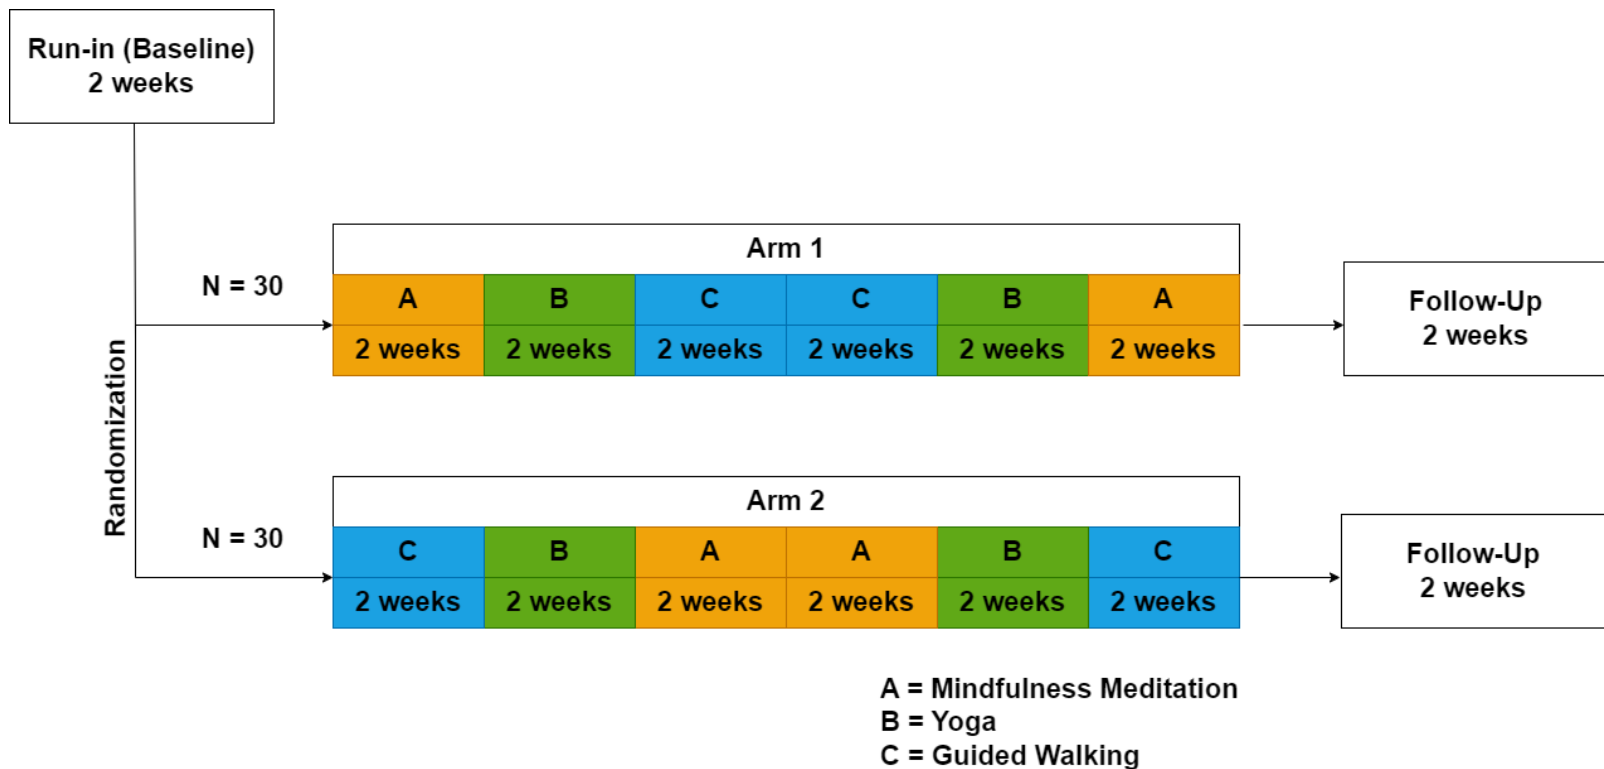 Run-in (Baseline)
2 weeks
Randomization
N = 30
Arm 1
A B C C B A
2 weeks 2 weeks 2 weeks 2 weeks 2 weeks 2 weeks
Follow-Up
2 weeks
N = 30
Arm 2
C B A A B C
2 weeks 2 weeks 2 weeks 2 weeks 2 weeks 2 weeks
Follow-Up
2 weeks
A = Mindfulness Meditation
B = Yoga
C = Guided Walking